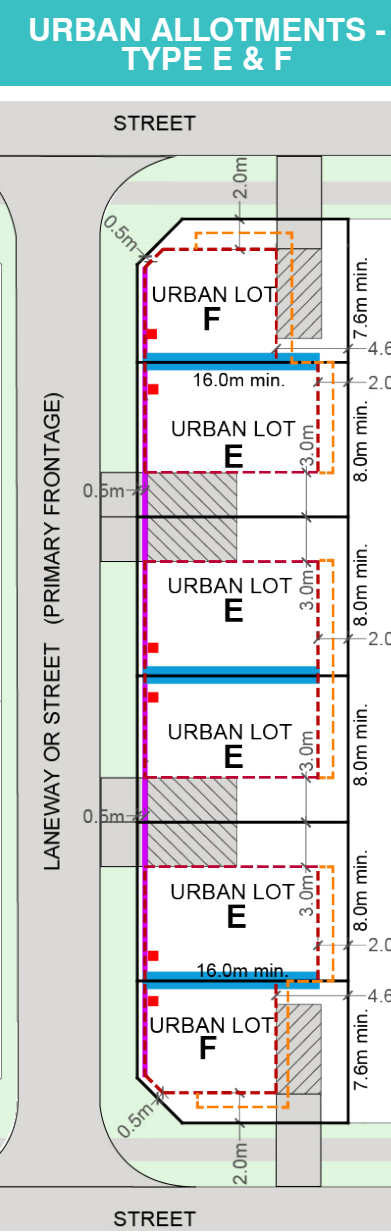 URBAN ALLOTMENTS -
TYPE E & F
STREET
2.0m
0.5m
URBAN LOT
F
7.6m min.
4.6
16.0m min.
2.0
URBAN LOT
E
3.0m
8.0m min.
0.5m
LANEWAY OR STREET (PRIMARY FRONTAGE)
URBAN LOT
E
3.0m
8.0m min.
2.0
URBAN LOT
E
3.0m
8.0m min.
0.5m
URBAN LOT
E
3.0m
8.0m min.
2.0
16.0m min.
4.6
URBAN LOT
F
7.6m min.
0.5m
2.0m
STREET